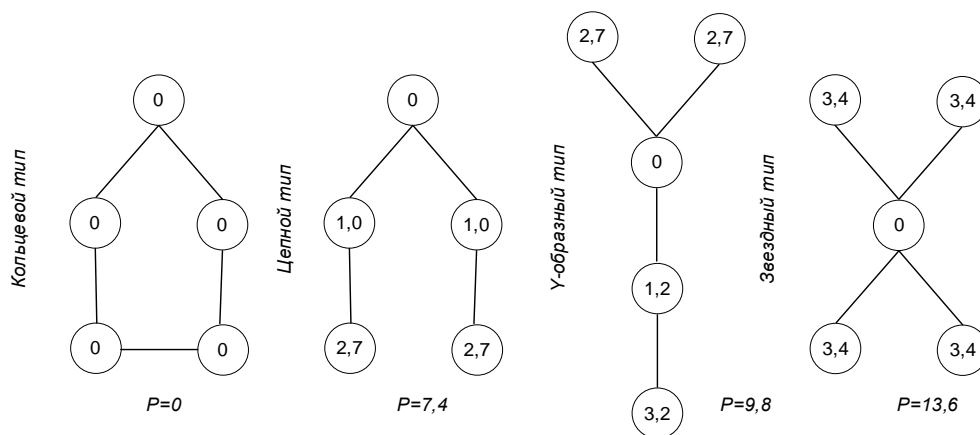 Кольцевой тип
0
0
0
0
0
P=0
Цепной тип
0
1,0
1,0
2,7
2,7
P=7,4
Y-образный тип
2,7
2,7
0
1,2
3,2
P=9,8
Звездный тип
3,4
3,4
0
3,4
3,4
P=13,6